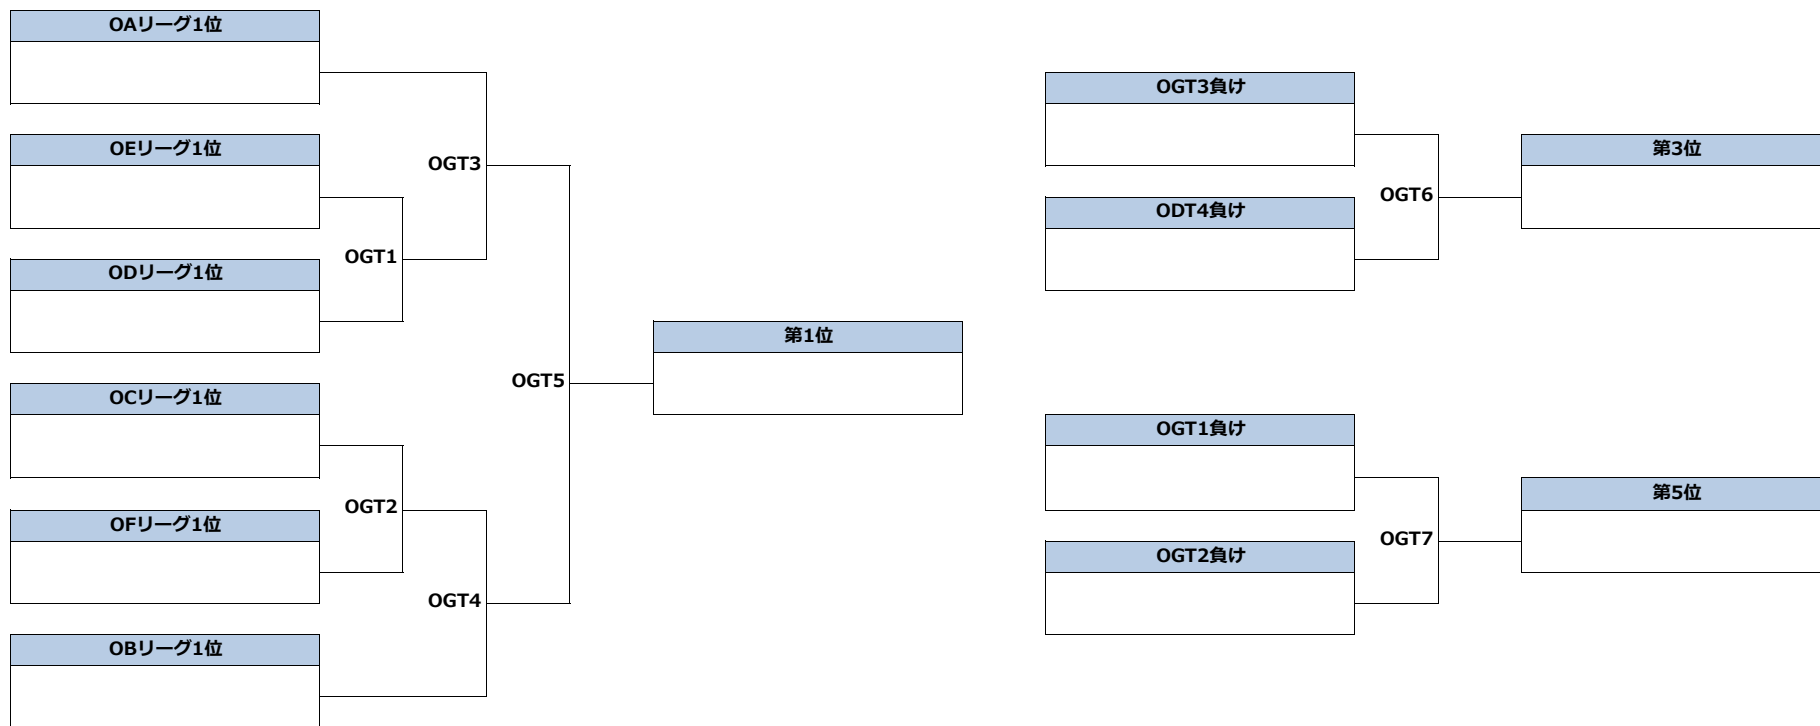 OAリーグ1位
OEリーグ1位
OGT3
OGT1
ODリーグ1位
OCリーグ1位
OGT5
第1位
OGT2
OFリーグ1位
OGT4
OBリーグ1位
OGT3負け
OGT6
第3位
ODT4負け
OGT1負け
OGT7
第5位
OGT2負け